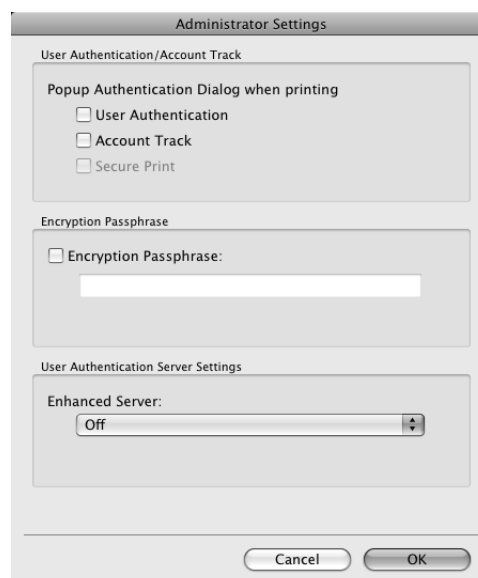 Administrator Settings
User Authentication/Account Track
Popup Authentication Dialog when printing
User Authentication
Account Track
Secure Print
Encryption Passphrase
Encryption Passphrase:
User Authentication Server Settings
Enhanced Server:
Off
Cancel
OK